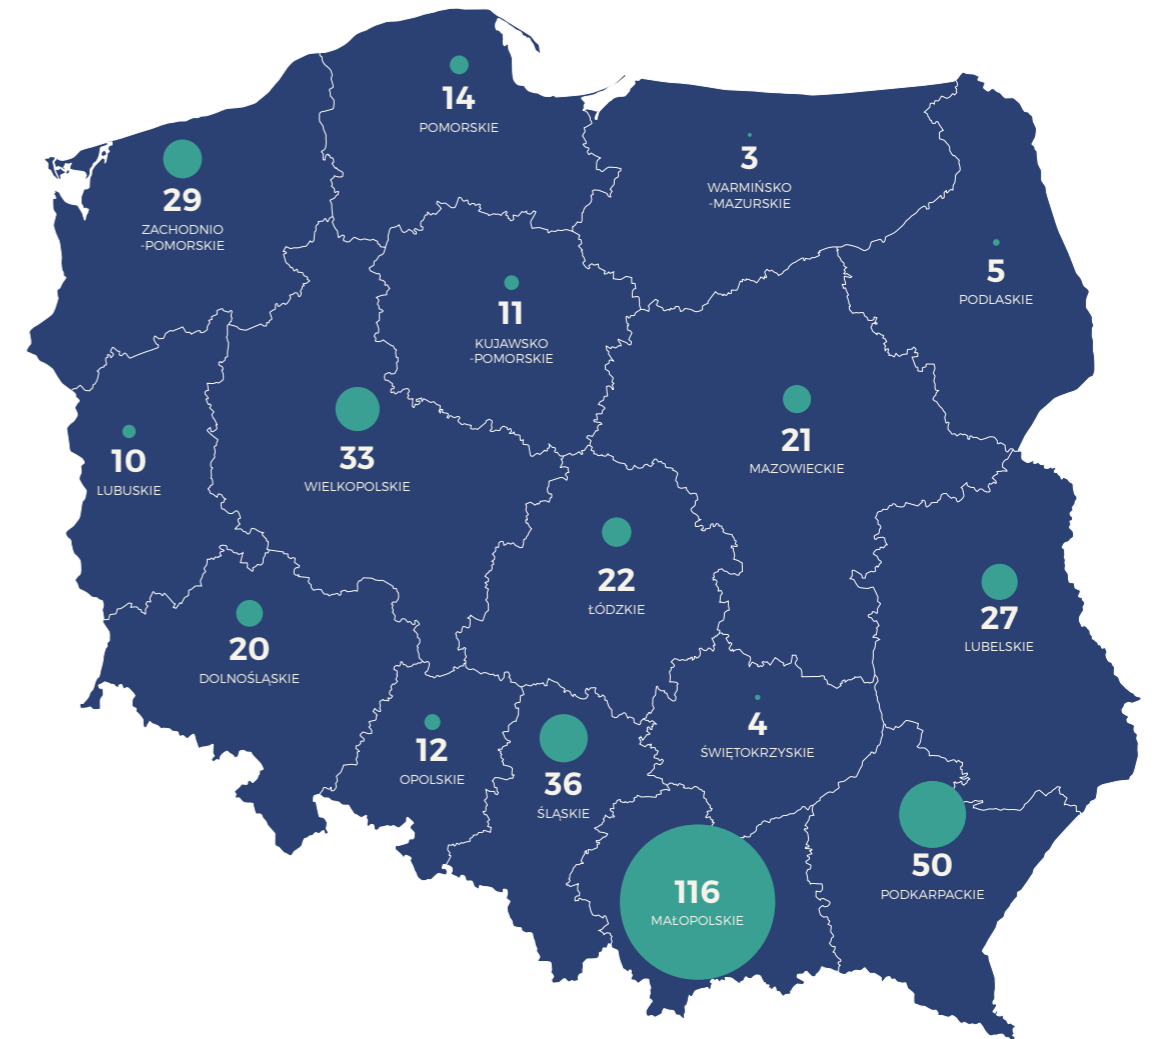 14
POMORSKIE
3
WARMIŃSKO
-MAZURSKIE
29
ZACHODNIO
-POMORSKIE
5
PODLASKIE
11
KUJAWSKO
-POMORSKIE
21
MAZOWIECKIE
33
WIELKOPOLSKIE
10
LUBUSKIE
22
ŁÓDZKIE
27
LUBELSKIE
20
DOLNOŚLĄSKIE
4
ŚWIĘTOKRZYSKIE
12
OPOLSKIE
36
ŚLĄSKIE
50
PODKARPACKIE
116
MAŁOPOLSKIE